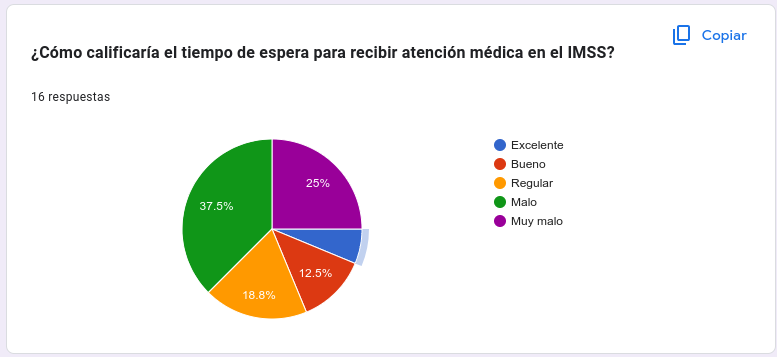 Copiar
¿Cómo calificaría el tiempo de espera para recibir atención médica en el IMSS?
16 respuestas
25%
37.5%
12.5%
18.8%
Excelente
Bueno
Regular
Malo
Muy malo